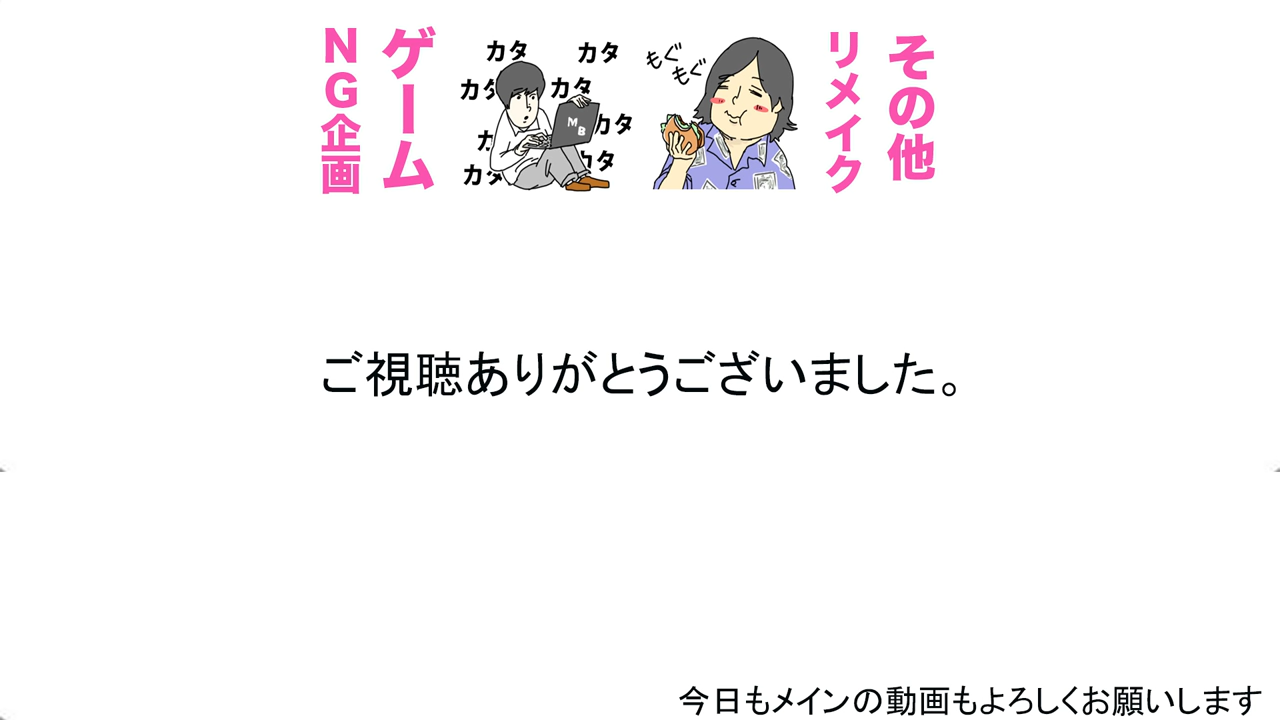 ゲーム
NG企画
カタ
カタ
カタ
カタ
カタ
カタ
カタ
MB
もぐ
もぐ
その他
リメイク
ご視聴ありがとうございました。
今日もメインの動画もよろしくお願いします